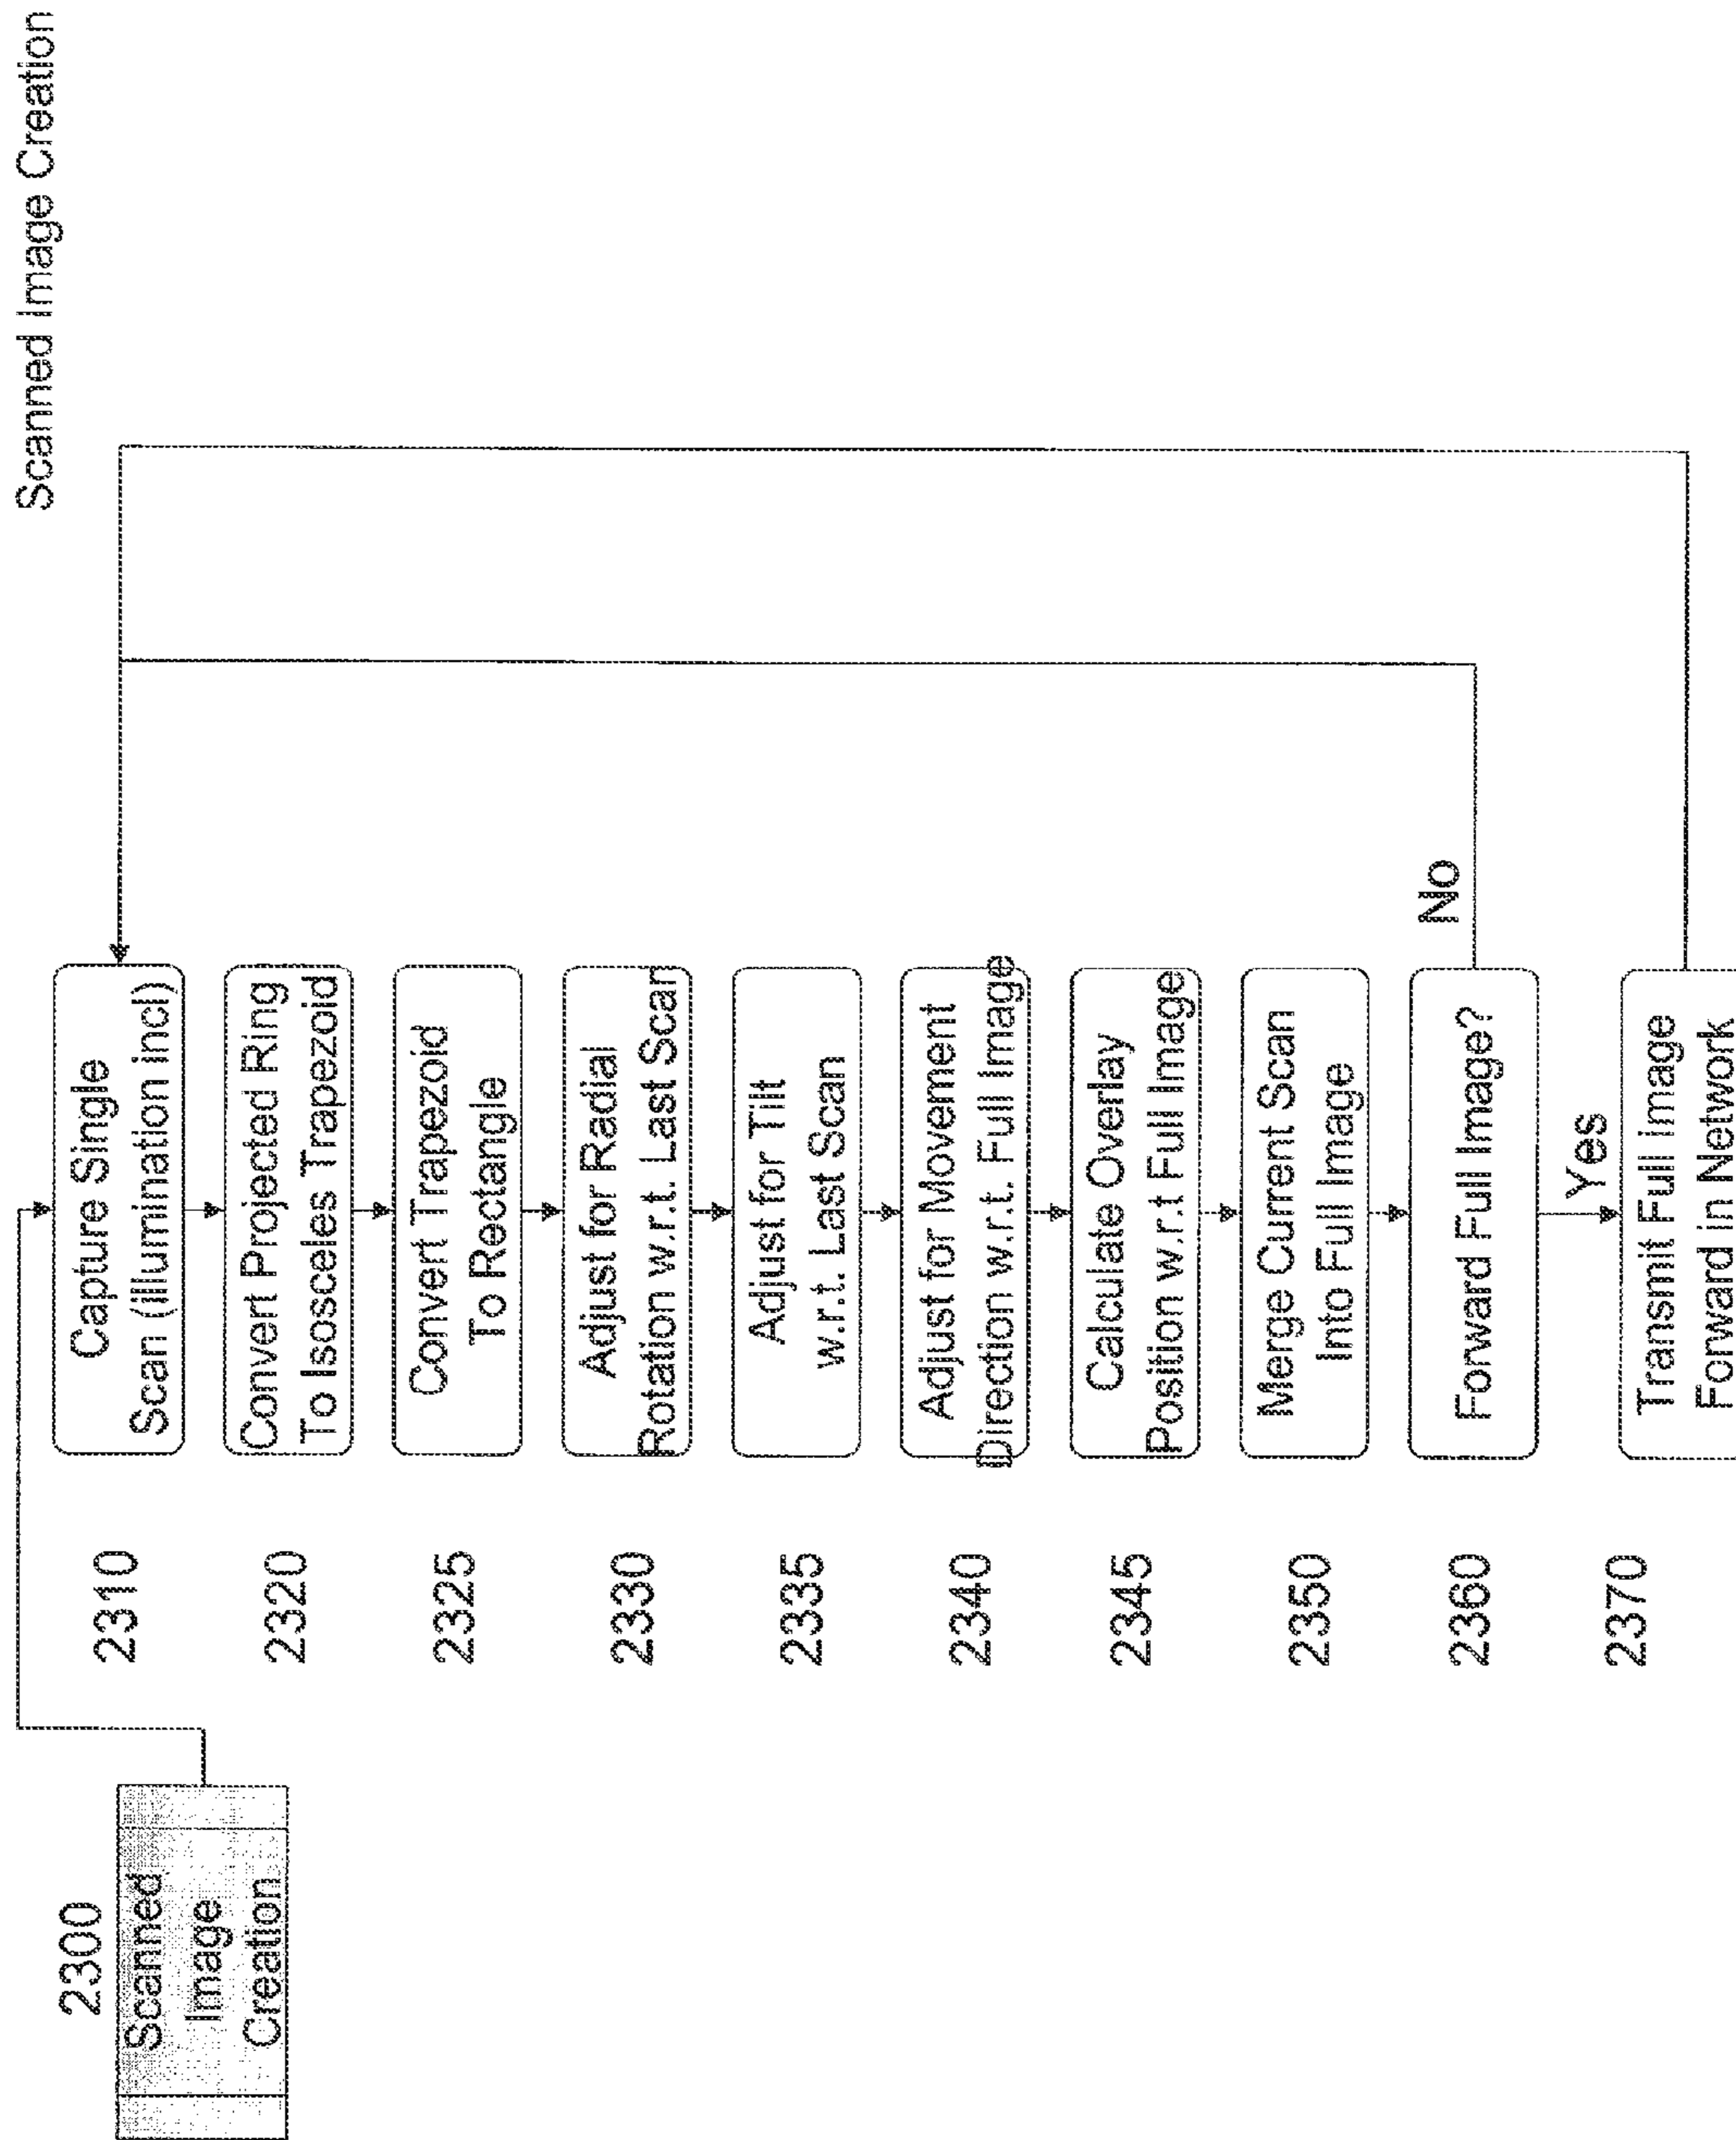 Scanned Image Creation
2300
Scanned
Image
Creation
2310
Capture Single
Scan (illumination incl)
2320
Convert Projected Ring
To Isosceles Trapezoid
2325
Convert Trapezoid
To Rectangle
2330
Adjust for Radial
Rotation w.r.t. Last Scan
2335
Adjust for Tilt
w.r.t. Last Scan
2340
Adjust for Movement
Direction w.r.t. Full Image
2345
Calculate Overlay
Position w.r.t Full Image
2350
Merge Current Scan
Into Full Image
2360
Forward Full Image?
No
Yes
2370
Transmit Full Image
Forward in Network